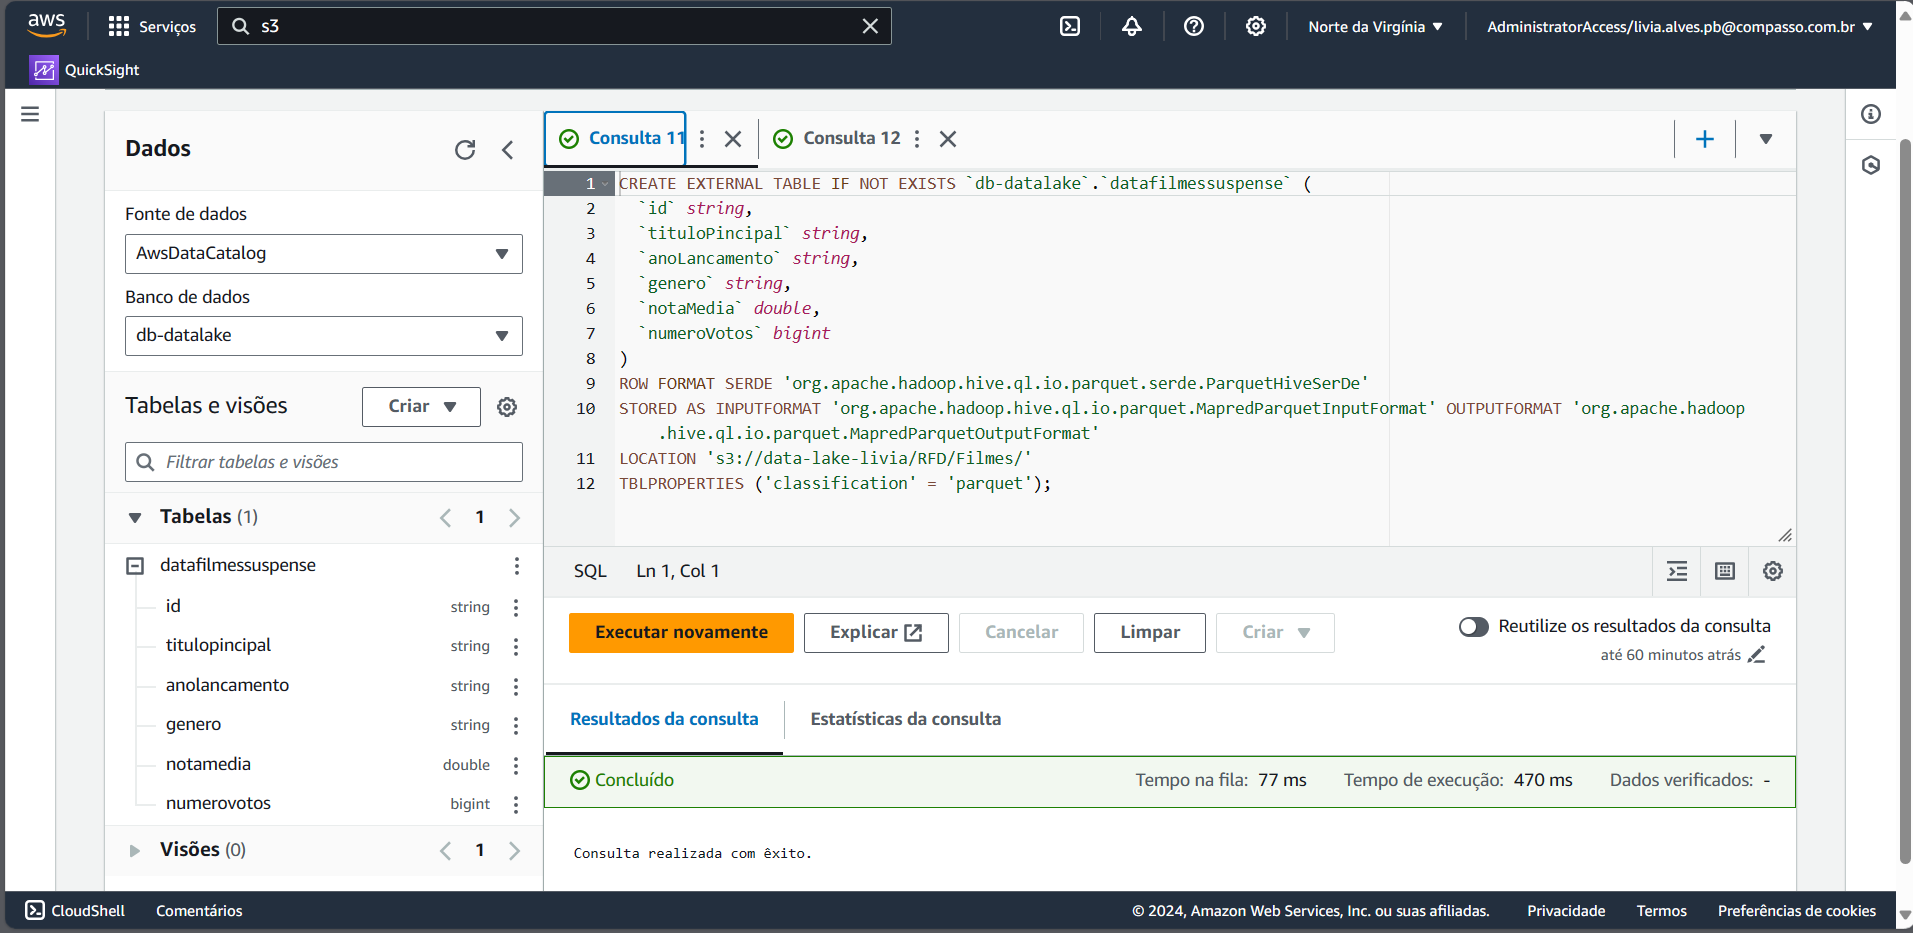 aws
Serviços
s3
Norte da Virgínia
AdministratorAccess/livia.alves.pb@compasso.com.br
QuickSight
Dados
Fonte de dados
AwsDataCatalog
Banco de dados
db-datalake
Tabelas e visões
Criar
Filtrar tabelas e visões
Tabelas (1)
1
datafilmessuspense
id string
titulopincipal string
anolancamento string
genero string
notamedia double
numerovotos bigint
Visões (0)
1
Consulta 11
Consulta 12
1 CREATE EXTERNAL TABLE IF NOT EXISTS `db-datalake`.`datafilmessuspense` (
2 `id` string,
3 `tituloPincipal` string,
4 `anoLancamento` string,
5 `genero` string,
6 `notaMedia` double,
7 `numeroVotos` bigint
8 )
9 ROW FORMAT SERDE 'org.apache.hadoop.hive.ql.io.parquet.serde.ParquetHiveSerDe'
10 STORED AS INPUTFORMAT 'org.apache.hadoop.hive.ql.io.parquet.MapredParquetInputFormat' OUTPUTFORMAT 'org.apache.hadoop
.hive.ql.io.parquet.MapredParquetOutputFormat'
11 LOCATION 's3://data-lake-livia/RFD/Filmes/'
12 TBLPROPERTIES ('classification' = 'parquet');
SQL Ln 1, Col 1
Executar novamente
Explicar
Cancelar
Limpar
Criar
Reutilize os resultados da consulta
até 60 minutos atrás
Resultados da consulta
Estatísticas da consulta
Concluído
Tempo na fila: 77 ms
Tempo de execução: 470 ms
Dados verificados: -
Consulta realizada com êxito.
CloudShell
Comentários
© 2024, Amazon Web Services, Inc. ou suas afiliadas.
Privacidade
Termos
Preferências de cookies